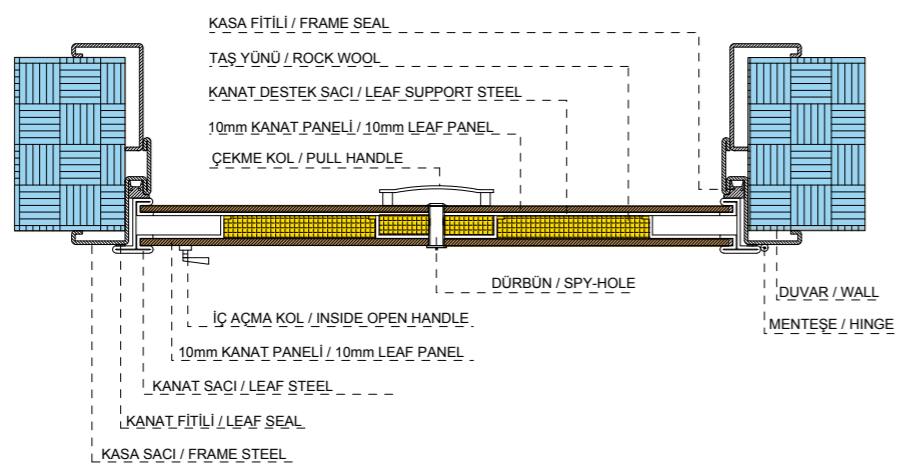 KASA FİTİLİ / FRAME SEAL
TAŞ YÜNÜ / ROCK WOOL
KANAT DESTEK SACI / LEAF SUPPORT STEEL
10mm KANAT PANELİ / 10mm LEAF PANEL
ÇEKME KOL / PULL HANDLE
DÜRBÜN / SPY-HOLE
DUVAR / WALL
İÇ AÇMA KOL / INSIDE OPEN HANDLE
MENTEŞE / HINGE
10mm KANAT PANELİ / 10mm LEAF PANEL
KANAT SACI / LEAF STEEL
KANAT FİTİLİ / LEAF SEAL
KASA SACI / FRAME STEEL